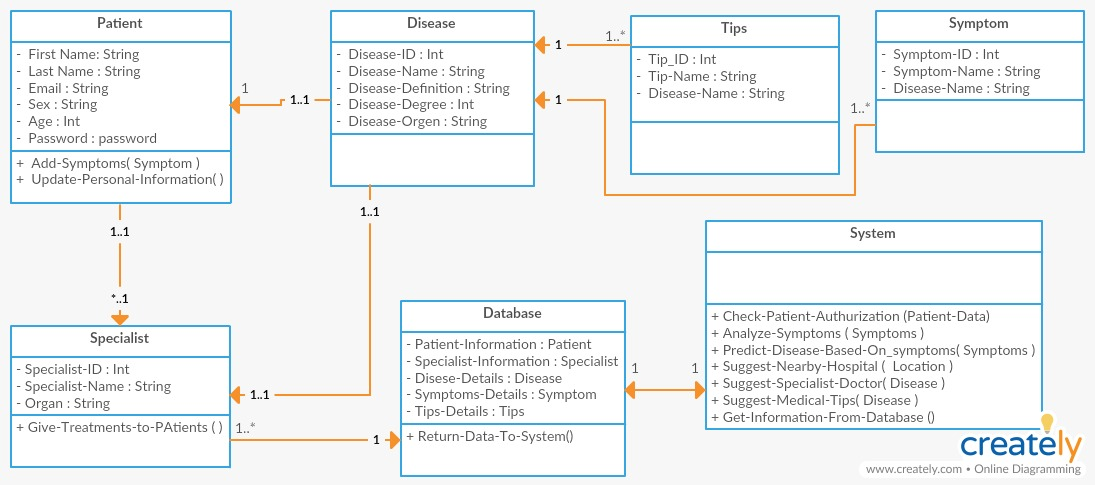 Patient
- First Name: String
- Last Name : String
- Email : String
- Sex : String
- Age : Int
- Password : password
+ Add-Symptoms( Symptom )
+ Update-Personal-Information( )
1
1..1
Disease
- Disease-ID : Int
- Disease-Name : String
- Disease-Definition : String
- Disease-Degree : Int
- Disease-Orgen : String
1
1..*
1
Tips
- Tip_ID : Int
- Tip-Name : String
- Disease-Name : String
1..*
Symptom
- Symptom-ID : Int
- Symptom-Name : String
- Disease-Name : String
1..1
*..1
1..1
1..1
Specialist
- Specialist-ID : Int
- Specialist-Name : String
- Organ : String
+ Give-Treatments-to-PAtients ( )
1..*
1
Database
- Patient-Information : Patient
- Specialist-Information : Specialist
- Disese-Details : Disease
- Symptoms-Details : Symptom
- Tips-Details : Tips
+ Return-Data-To-System()
1
1
System
+ Check-Patient-Authurization (Patient-Data)
+ Analyze-Symptoms ( Symptoms )
+ Predict-Disease-Based-On_symptoms( Symptoms )
+ Suggest-Nearby-Hospital ( Location )
+ Suggest-Specialist-Doctor( Disease )
+ Suggest-Medical-Tips( Disease )
+ Get-Information-From-Database ()
creately
www.creately.com • Online Diagramming